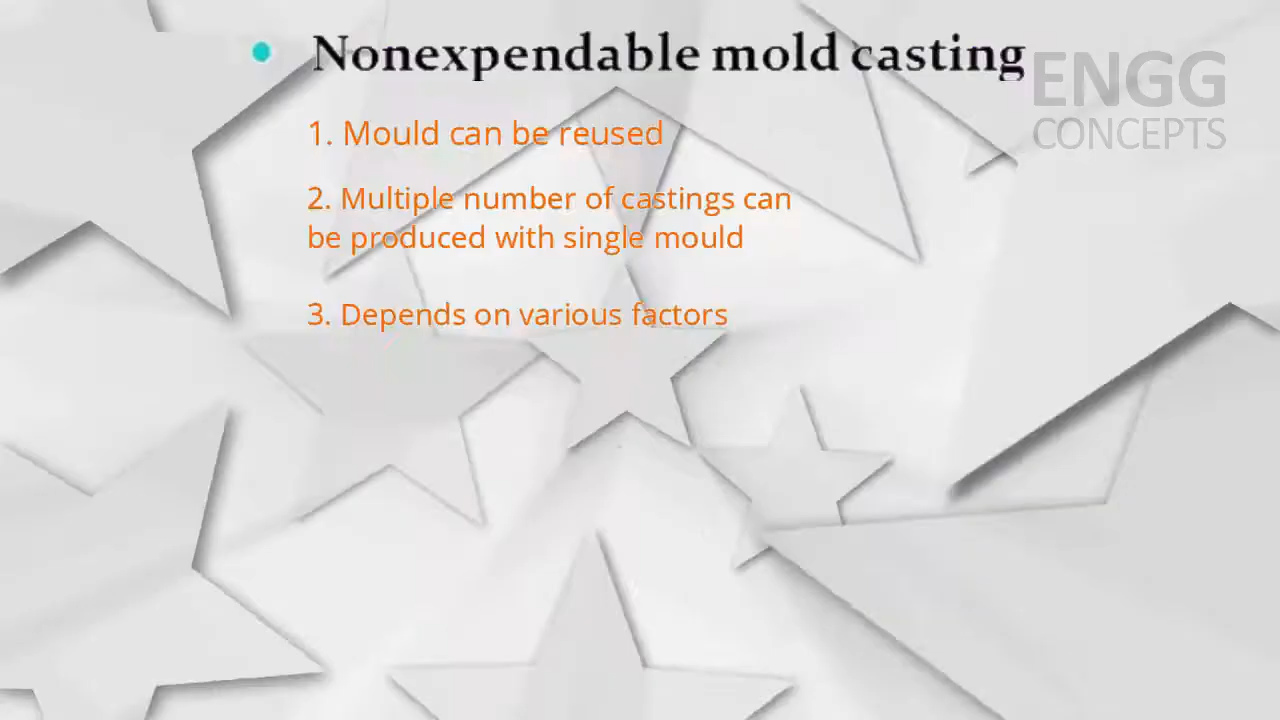 Nonexpendable mold casting
ENGG
CONCEPTS
1. Mould can be reused
2. Multiple number of castings can
be produced with single mould
3. Depends on various factors